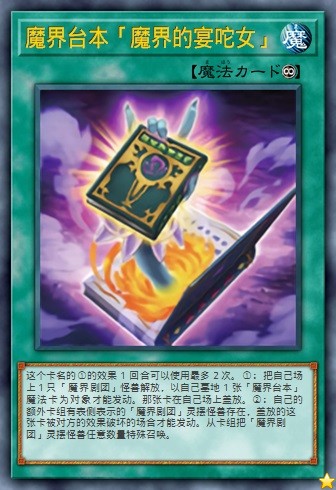 魔界台本「魔界的宴咜女」
魔
【魔法カード∞】
这个卡名的①的效果1回合可以使用最多2次。①：把自己场
上1只「魔界剧团」怪兽解放，以自己墓地1张「魔界台本」
魔法卡为对象才能发动。那张卡在自己场上盖放。②：自己的
额外卡组有表侧表示的「魔界剧团」灵摆怪兽存在，盖放的这
张卡被对方的效果破坏的场合才能发动。从卡组把「魔界剧
团」灵摆怪兽任意数量特殊召唤。